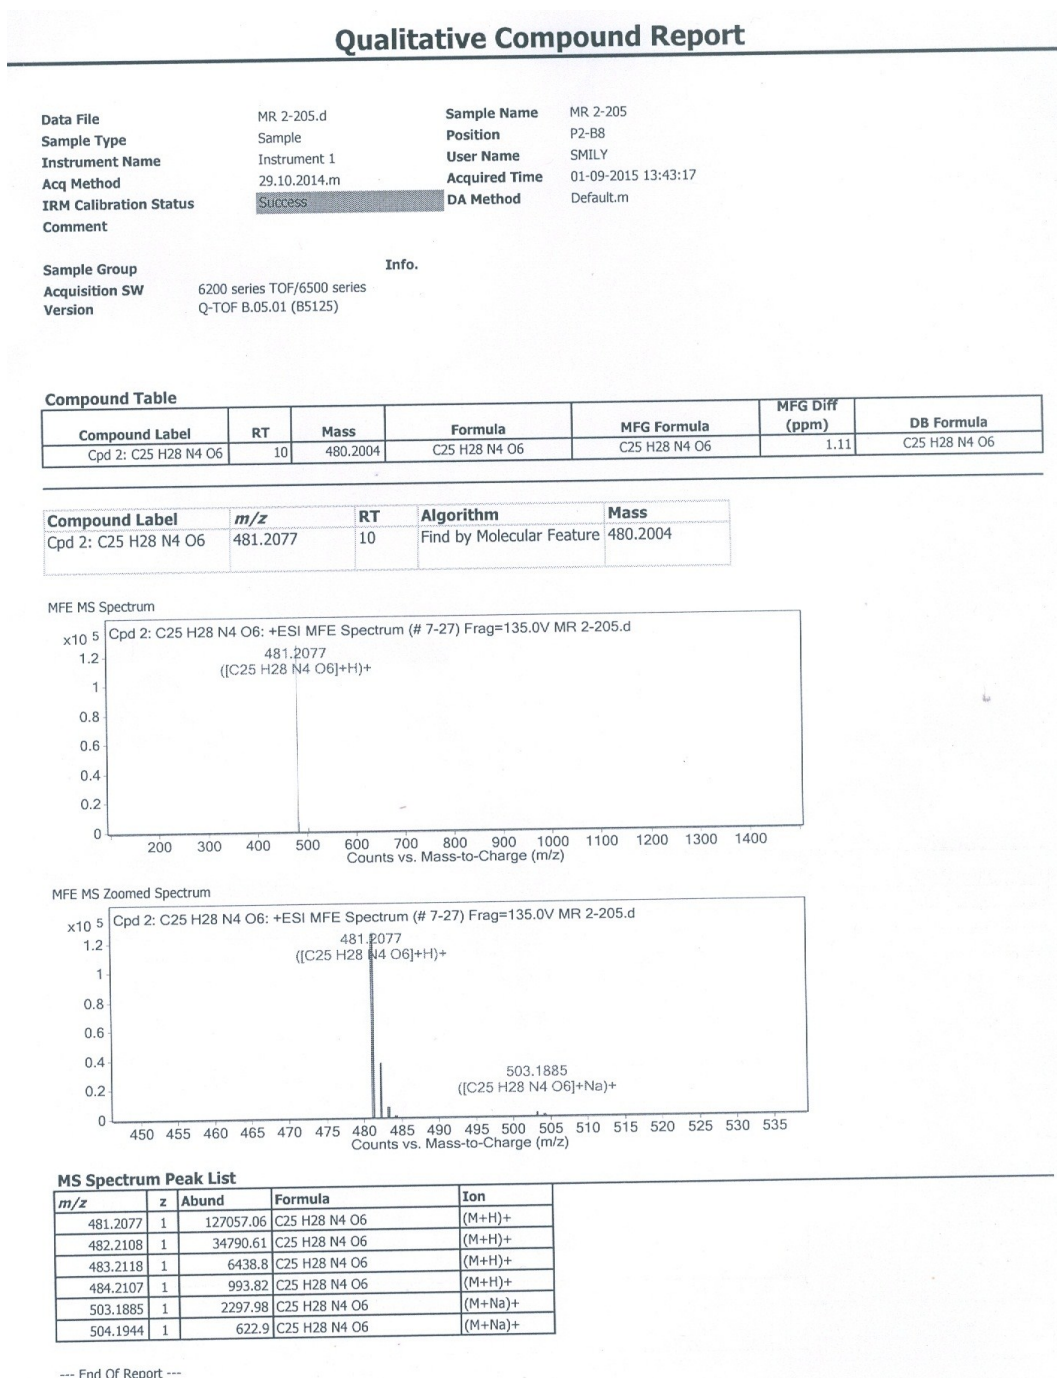 Qualitative Compound Report
Data File MR 2-205.d Sample Name MR 2-205
Sample Type Sample Position P2-B8
Instrument Name Instrument 1 User Name SMILY
Acq Method 29.10.2014.m Acquired Time 01-09-2015 13:43:17
IRM Calibration Status Success DA Method Default.m
Comment
Sample Group Info.
Acquisition SW 6200 series TOF/6500 series
Version Q-TOF B.05.01 (B5125)
Compound Table
Compound Label RT Mass Formula MFG Formula MFG Diff (ppm) DB Formula
Cpd 2: C25 H28 N4 O6 10 480.2004 C25 H28 N4 O6 C25 H28 N4 O6 1.11 C25 H28 N4 O6
Compound Label m/z RT Algorithm Mass
Cpd 2: C25 H28 N4 O6 481.2077 10 Find by Molecular Feature 480.2004
MFE MS Spectrum
x10 5 Cpd 2: C25 H28 N4 O6: +ESI MFE Spectrum (# 7-27) Frag=135.0V MR 2-205.d
481.2077
([C25 H28 N4 O6]+H)+
1.2
1
0.8
0.6
0.4
0.2
0
200 300 400 500 600 700 800 900 1000 1100 1200 1300 1400
Counts vs. Mass-to-Charge (m/z)
MFE MS Zoomed Spectrum
x10 5 Cpd 2: C25 H28 N4 O6: +ESI MFE Spectrum (# 7-27) Frag=135.0V MR 2-205.d
481.2077
([C25 H28 N4 O6]+H)+
1.2
1
0.8
0.6
0.4
503.1885
([C25 H28 N4 O6]+Na)+
0.2
0
450 455 460 465 470 475 480 485 490 495 500 505 510 515 520 525 530 535
Counts vs. Mass-to-Charge (m/z)
MS Spectrum Peak List
m/z z Abund Formula Ion
481.2077 1 127057.06 C25 H28 N4 O6 (M+H)+
482.2108 1 34790.61 C25 H28 N4 O6 (M+H)+
483.2118 1 6438.8 C25 H28 N4 O6 (M+H)+
484.2107 1 993.82 C25 H28 N4 O6 (M+H)+
503.1885 1 2297.98 C25 H28 N4 O6 (M+Na)+
504.1944 1 622.9 C25 H28 N4 O6 (M+Na)+
--- End Of Report ---